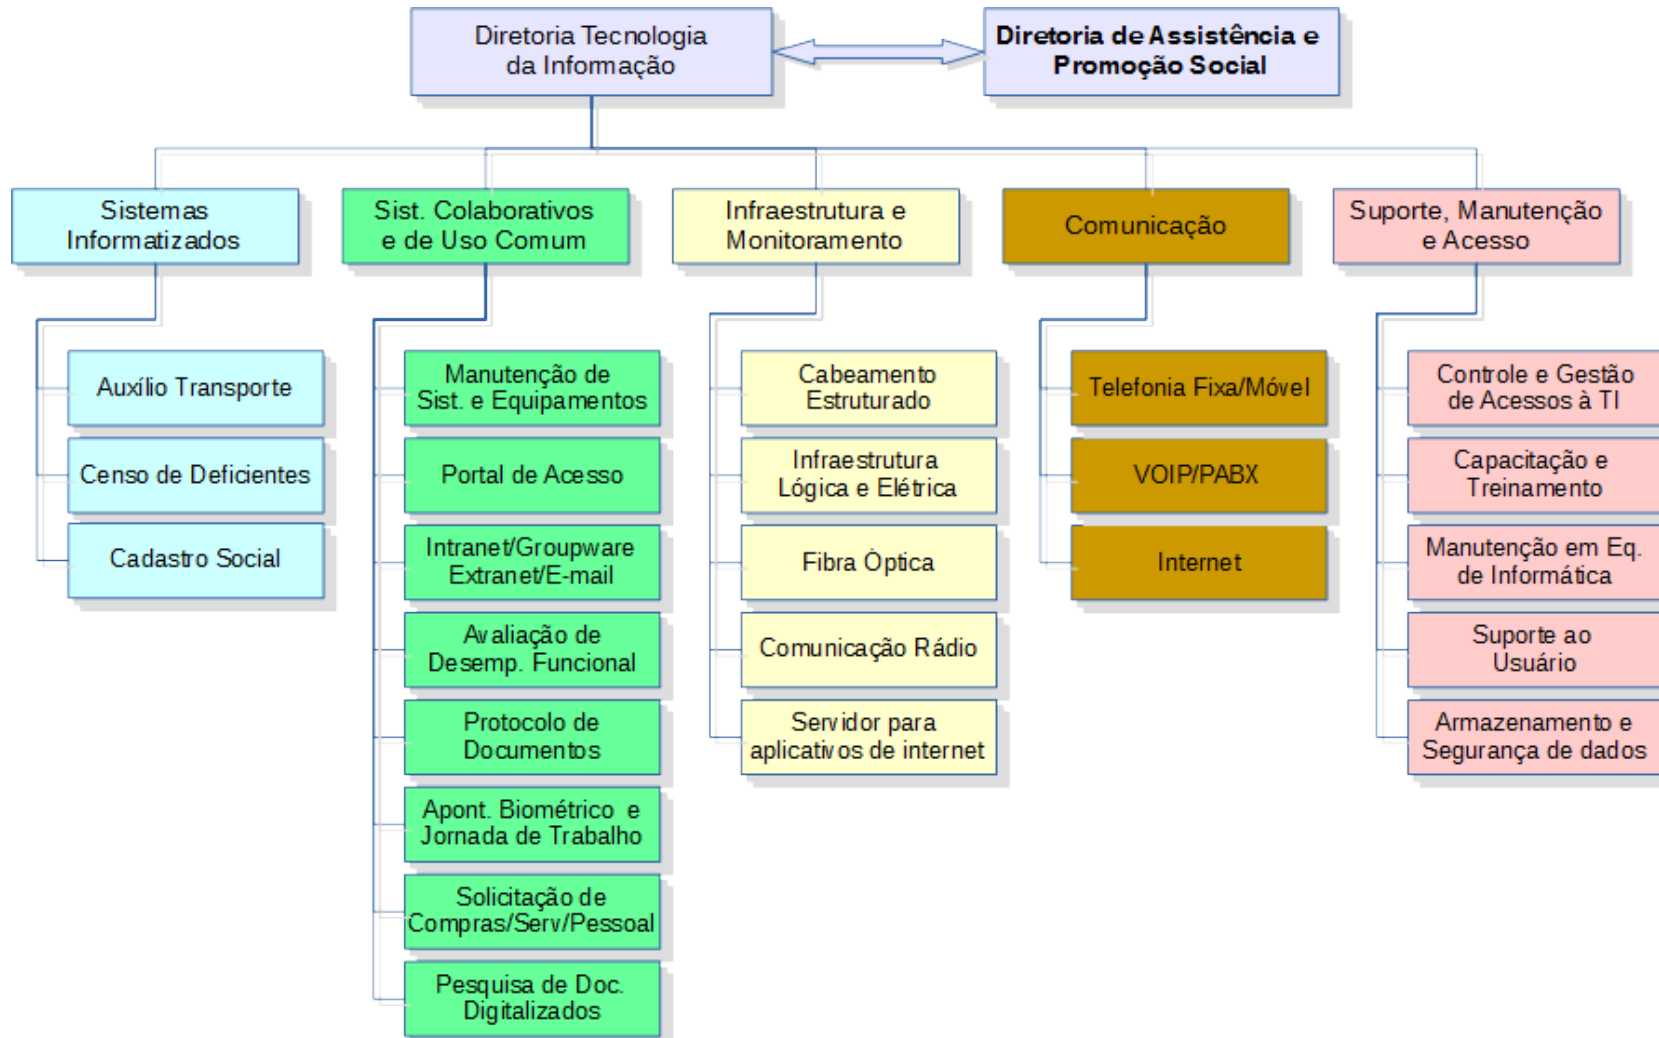 Diretoria Tecnologia
da Informação
Diretoria de Assistência e
Promoção Social
Sistemas
Informatizados
Auxílio Transporte
Censo de Deficientes
Cadastro Social
Sist. Colaborativos
e de Uso Comum
Manutenção de
Sist. e Equipamentos
Portal de Acesso
Intranet/Groupware
Extranet/E-mail
Avaliação de
Desemp. Funcional
Protocolo de
Documentos
Apont. Biométrico e
Jornada de Trabalho
Solicitação de
Compras/Serv/Pessoal
Pesquisa de Doc.
Digitalizados
Infraestrutura e
Monitoramento
Cabeamento
Estruturado
Infraestrutura
Lógica e Elétrica
Fibra Óptica
Comunicação Rádio
Servidor para
aplicativos de internet
Comunicação
Telefonia Fixa/Móvel
VOIP/PABX
Internet
Suporte, Manutenção
e Acesso
Controle e Gestão
de Acessos à TI
Capacitação e
Treinamento
Manutenção em Eq.
de Informática
Suporte ao
Usuário
Armazenamento e
Segurança de dados